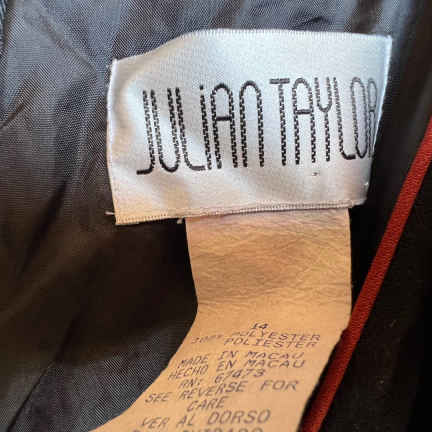 JULiAN TAYLOR
14
100% POLYESTER
POLIESTER
MADE IN MACAU
HECHO EN MACAU
RN: 67473
SEE REVERSE FOR
CARE
VER AL DORSO